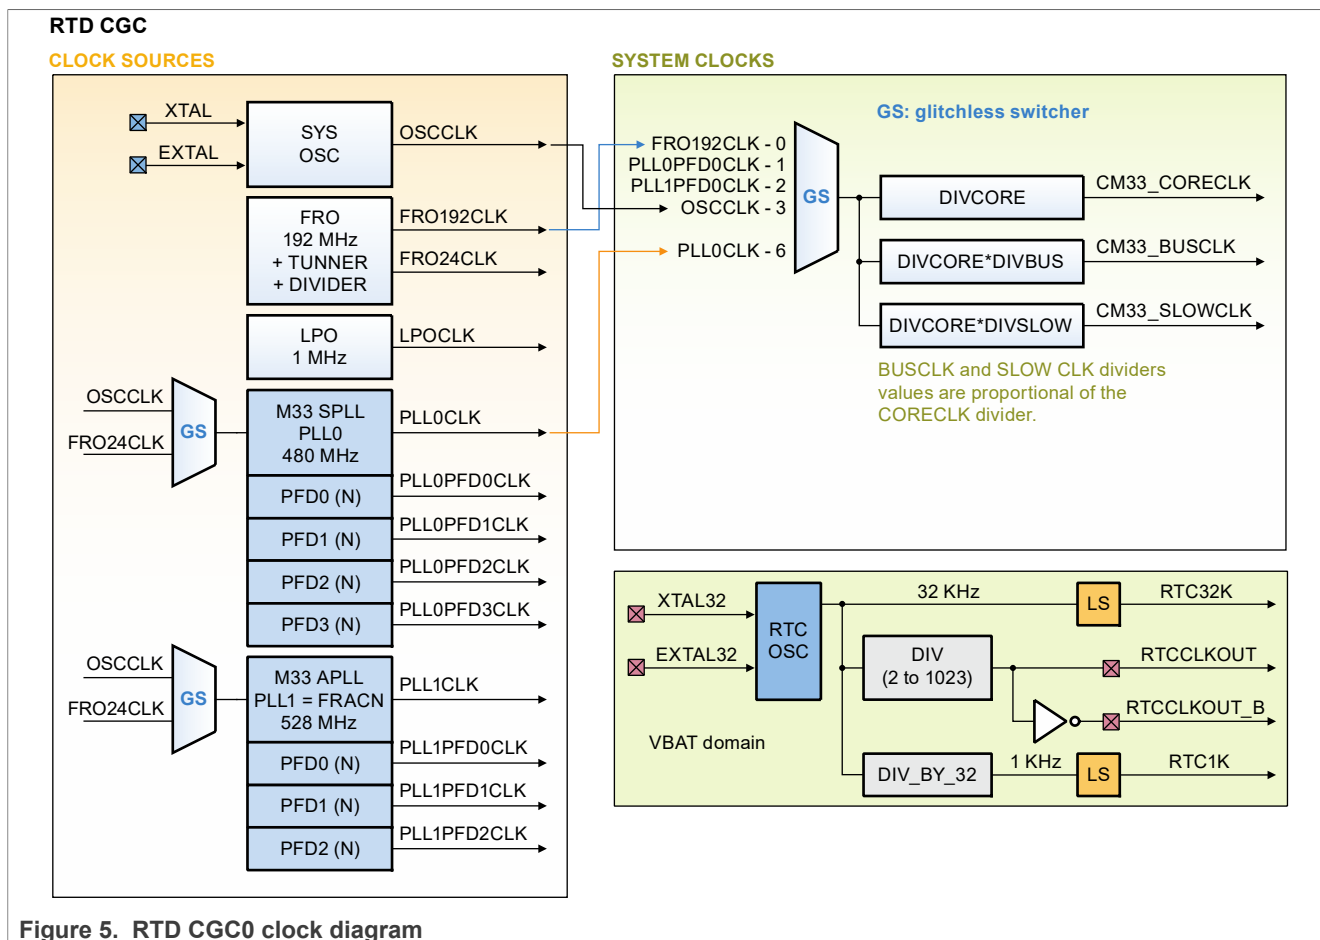 RTD CGC
CLOCK SOURCES
XTAL
EXTAL
SYS
OSC
OSCCLK
FRO
192 MHz
+ TUNNER
+ DIVIDER
FRO192CLK
FRO24CLK
LPO
1 MHz
LPOCLK
OSCCLK
FRO24CLK
GS
M33 SPLL
PLL0
480 MHz
PLL0CLK
PFD0 (N)
PLL0PFD0CLK
PFD1 (N)
PLL0PFD1CLK
PFD2 (N)
PLL0PFD2CLK
PFD3 (N)
PLL0PFD3CLK
OSCCLK
FRO24CLK
GS
M33 APLL
PLL1 = FRACN
528 MHz
PLL1CLK
PFD0 (N)
PLL1PFD0CLK
PFD1 (N)
PLL1PFD1CLK
PFD2 (N)
PLL1PFD2CLK
SYSTEM CLOCKS
GS: glitchless switcher
FRO192CLK - 0
PLL0PFD0CLK - 1
PLL1PFD0CLK - 2
OSCCLK - 3
PLL0CLK - 6
GS
DIVCORE
CM33_CORECLK
DIVCORE*DIVBUS
CM33_BUSCLK
DIVCORE*DIVSLOW
CM33_SLOWCLK
BUSCLK and SLOW CLK dividers
values are proportional of the
CORECLK divider.
XTAL32
EXTAL32
RTC
OSC
VBAT domain
32 KHz
LS
RTC32K
DIV
(2 to 1023)
RTCCLKOUT
RTCCLKOUT_B
DIV_BY_32
1 KHz
LS
RTC1K
Figure 5. RTD CGC0 clock diagram